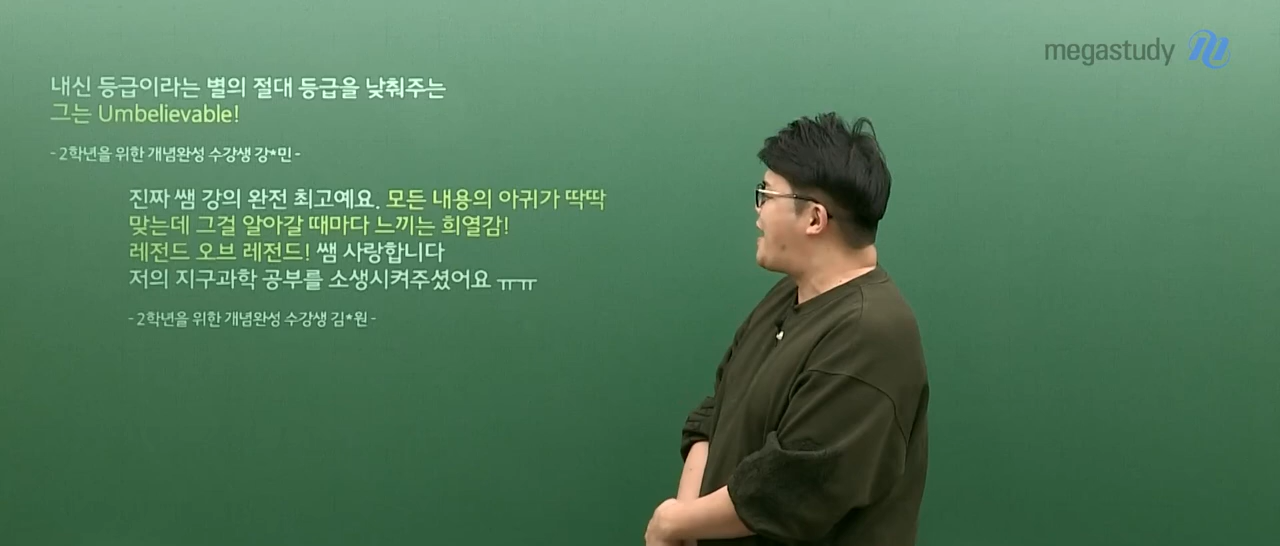 megastudy
내신 등급이라는 별의 절대 등급을 낮춰주는
그는 Umbelievable!
- 2학년을 위한 개념완성 수강생 강*민 -
진짜 쌤 강의 완전 최고예요. 모든 내용의 아귀가 딱딱
맞는데 그걸 알아갈 때마다 느끼는 희열감!
레전드 오브 레전드! 쌤 사랑합니다
저의 지구과학 공부를 소생시켜주셨어요 ㅠㅠ
- 2학년을 위한 개념완성 수강생 김*원 -